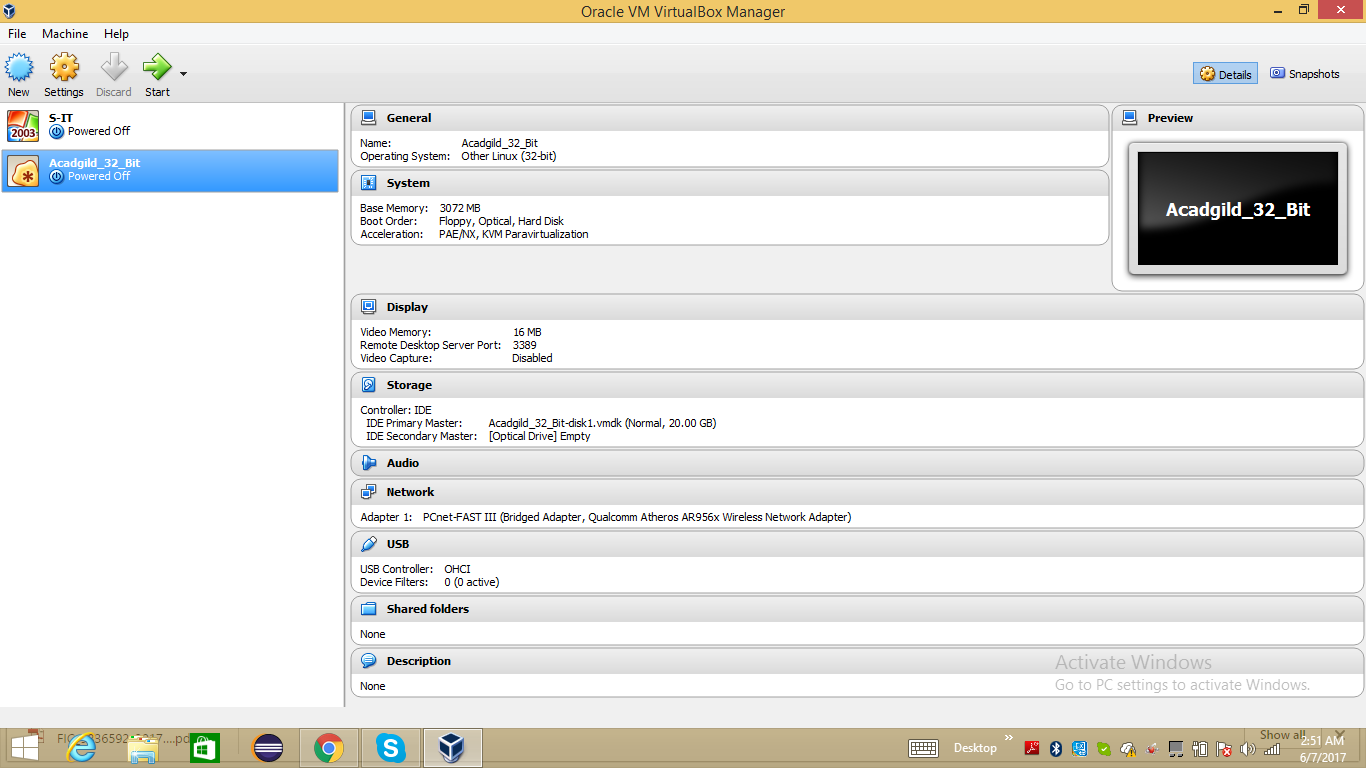 Oracle VM VirtualBox Manager
File Machine Help
New Settings Discard Start
Details Snapshots
2003
S-IT
Powered Off
Acadgild_32_Bit
Powered Off
General
Name: Acadgild_32_Bit
Operating System: Other Linux (32-bit)
System
Base Memory: 3072 MB
Boot Order: Floppy, Optical, Hard Disk
Acceleration: PAE/NX, KVM Paravirtualization
Preview
Acadgild_32_Bit
Display
Video Memory: 16 MB
Remote Desktop Server Port: 3389
Video Capture: Disabled
Storage
Controller: IDE
IDE Primary Master: Acadgild_32_Bit-disk1.vmdk (Normal, 20.00 GB)
IDE Secondary Master: [Optical Drive] Empty
Audio
Network
Adapter 1: PCnet-FAST III (Bridged Adapter, Qualcomm Atheros AR956x Wireless Network Adapter)
USB
USB Controller: OHCI
Device Filters: 0 (0 active)
Shared folders
None
Description
None
Activate Windows
Go to PC settings to activate Windows.
Desktop
Show all
2:51 AM
6/7/2017